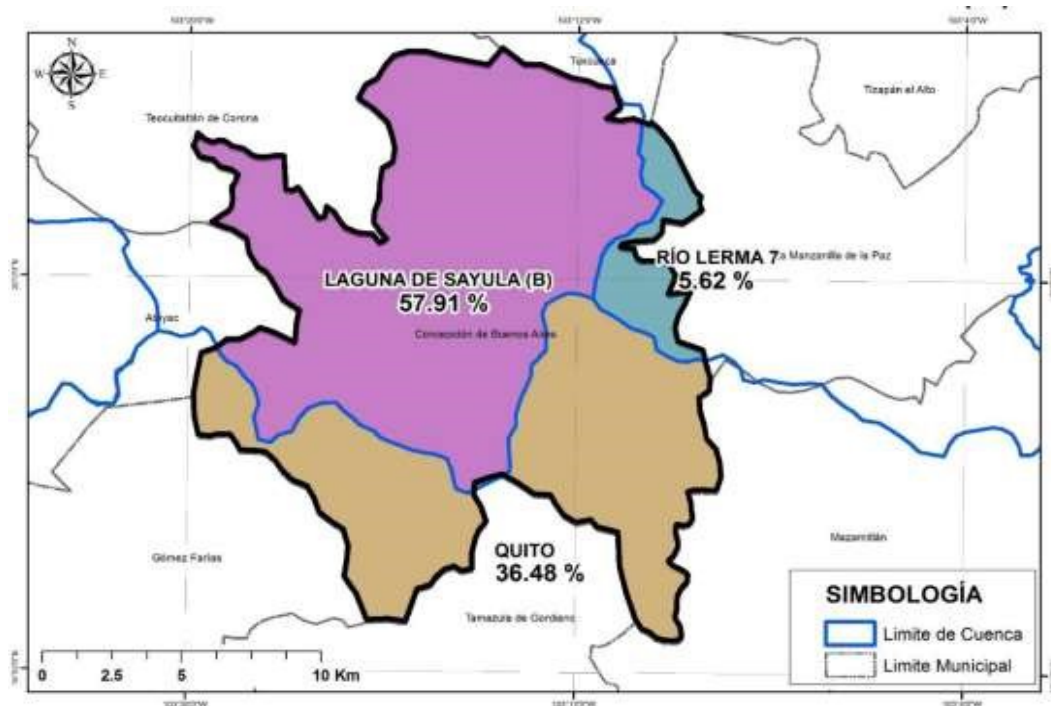 N
W E
S
Teocuitatlán de Corona
Tizapán el Alto
LAGUNA DE SAYULA (B)
57.91 %
RÍO LERMA 7
5.62 %
La Manzanilla de la Paz
Atoyac
Concepción de Buenos Aires
Gómez Farías
QUITO
36.48 %
Mazamitla
Tamazula de Gordiano
0 2.5 5 10 Km
SIMBOLOGÍA
Limite de Cuenca
Limite Municipal